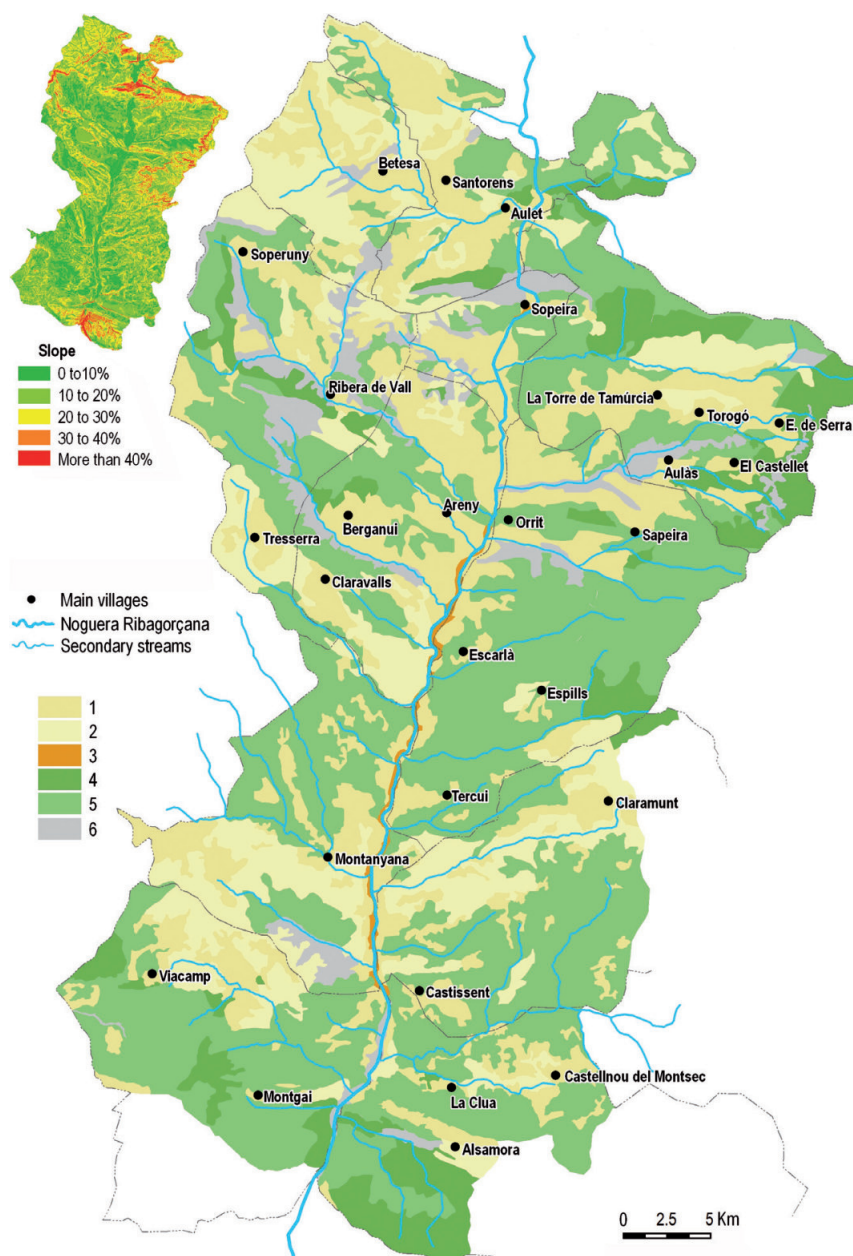 Betesa
Santorens
Aulet
Soperuny
Sopeira
Slope
0 to10%
10 to 20%
20 to 30%
30 to 40%
More than 40%
Ribera de Vall
La Torre de Tamúrcia
Torogó
E. de Serra
Aulàs
El Castellet
Areny
Orrit
Berganui
Sapeira
Tresserra
Claravalls
Main villages
Noguera Ribagorçana
Secondary streams
Escarlà
Espills
1
2
3
4
5
6
Tercui
Claramunt
Montanyana
Viacamp
Castissent
Castellnou del Montsec
Montgai
La Clua
Alsamora
0 2.5 5 Km